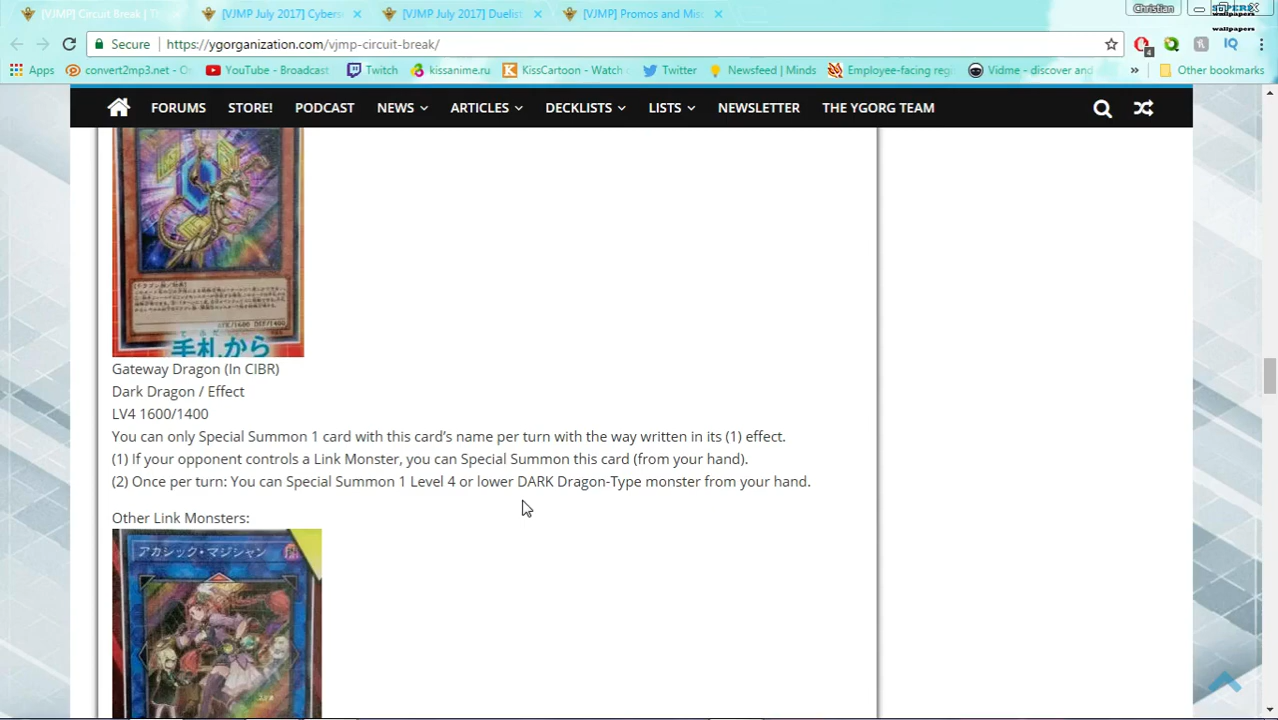 [VJMP] Circuit Break | Th
[VJMP July 2017] Cybers
[VJMP July 2017] Duelist
[VJMP] Promos and Mis
Christian
wallpapers
Secure
https://ygorganization.com/vjmp-circuit-break/
4
IQ
Apps
convert2mp3.net - O
YouTube - Broadcast
Twitch
kissanime.ru
KissCartoon - Watch
Twitter
Newsfeed | Minds
Employee-facing reg
Vidme - discover and
»
Other bookmarks
FORUMS
STORE!
PODCAST
NEWS
ARTICLES
DECKLISTS
LISTS
NEWSLETTER
THE YGORG TEAM
手札から
Gateway Dragon (In CIBR)
Dark Dragon / Effect
LV4 1600/1400
You can only Special Summon 1 card with this card's name per turn with the way written in its (1) effect.
(1) If your opponent controls a Link Monster, you can Special Summon this card (from your hand).
(2) Once per turn: You can Special Summon 1 Level 4 or lower DARK Dragon-Type monster from your hand.
Other Link Monsters:
アカシック・マジシャン